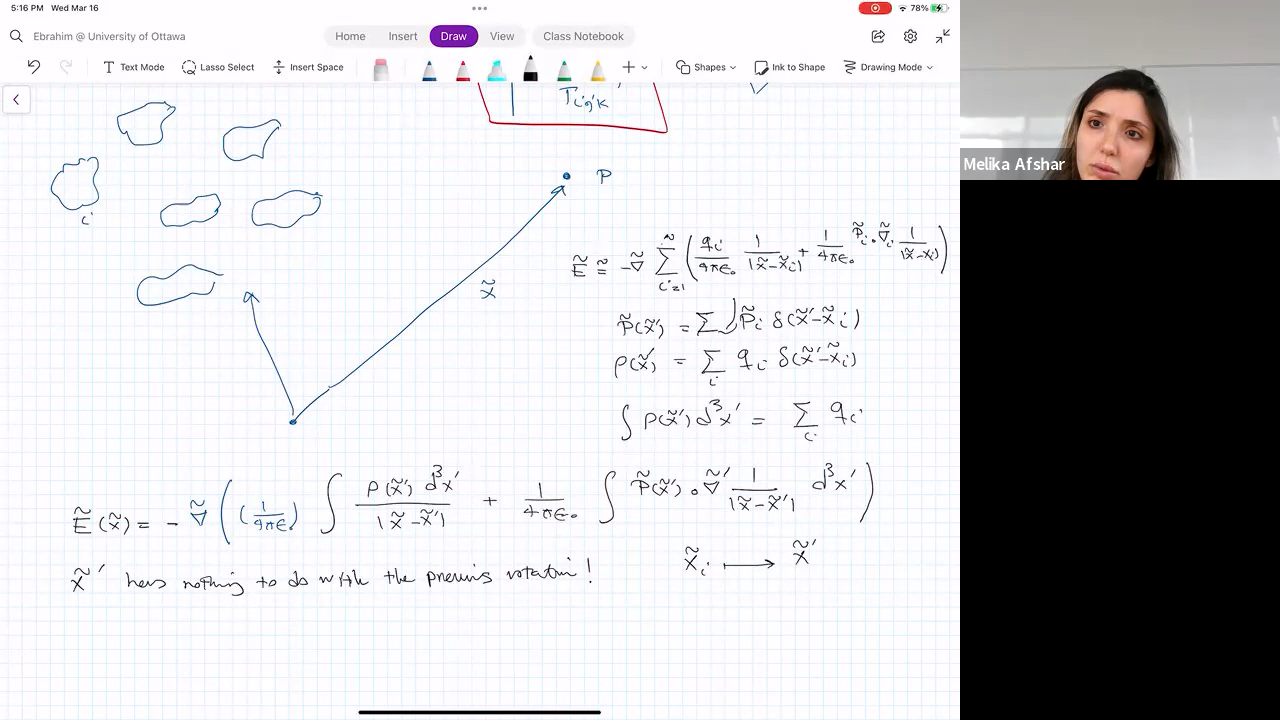 5:16 PM Wed Mar 16
78%
Ebrahim @ University of Ottawa
Home Insert Draw View Class Notebook
Text Mode Lasso Select Insert Space Shapes Ink to Shape Drawing Mode
Melika Afshar
P
i
x̃
Ẽ ≅ -∇̃ ∑_{i=1}^{N} ( q_i/4πε₀ 1/|x̃-x̃_i| + 1/4πε₀ p̃_i • ∇̃_i 1/|x̃-x̃_i| )
P̃(x̃') = ∑ p̃_i δ(x̃'-x̃_i)
ρ(x̃') = ∑_i q_i δ(x̃'-x̃_i)
∫ ρ(x̃') d³x' = ∑_i q_i
Ẽ(x̃) = - ∇̃ ( (1/4πε₀) ∫ ρ(x̃') d³x' / |x̃-x̃'| + 1/4πε₀ ∫ P̃(x̃') • ∇̃' 1/|x̃-x̃'| d³x' )
x̃' has nothing to do with the previous notation!
x̃_i ⟼ x̃'